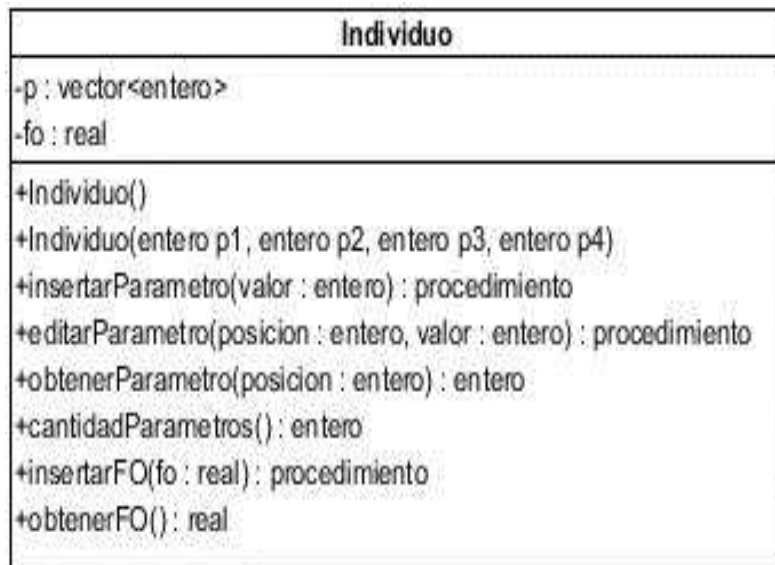 Individuo
-p : vector<entero>
-fo : real
+Individuo()
+Individuo(entero p1, entero p2, entero p3, entero p4)
+insertarParametro(valor : entero) : procedimiento
+editarParametro(posicion : entero, valor : entero) : procedimiento
+obtenerParametro(posicion : entero) : entero
+cantidadParametros() : entero
+insertarFO(fo : real) : procedimiento
+obtenerFO() : real